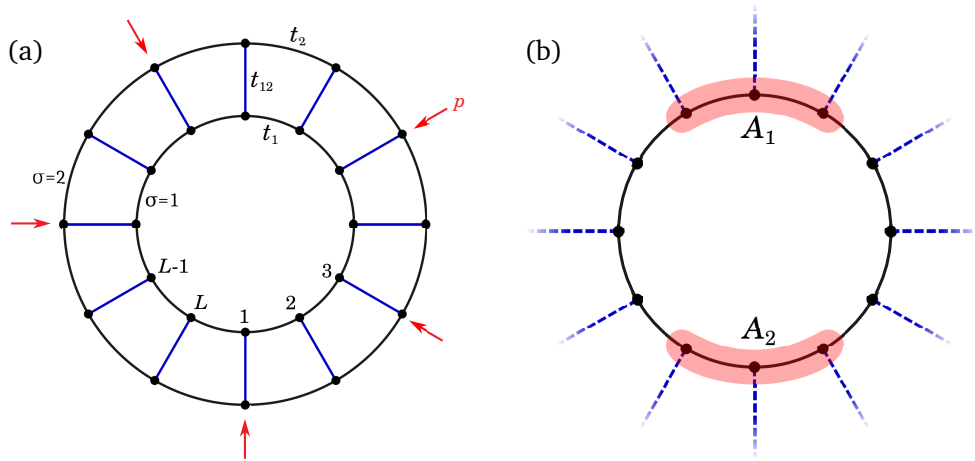 (a)
t₂
t₁₂
t₁
p
σ=2
σ=1
L-1
L
1
2
3
(b)
A₁
A₂